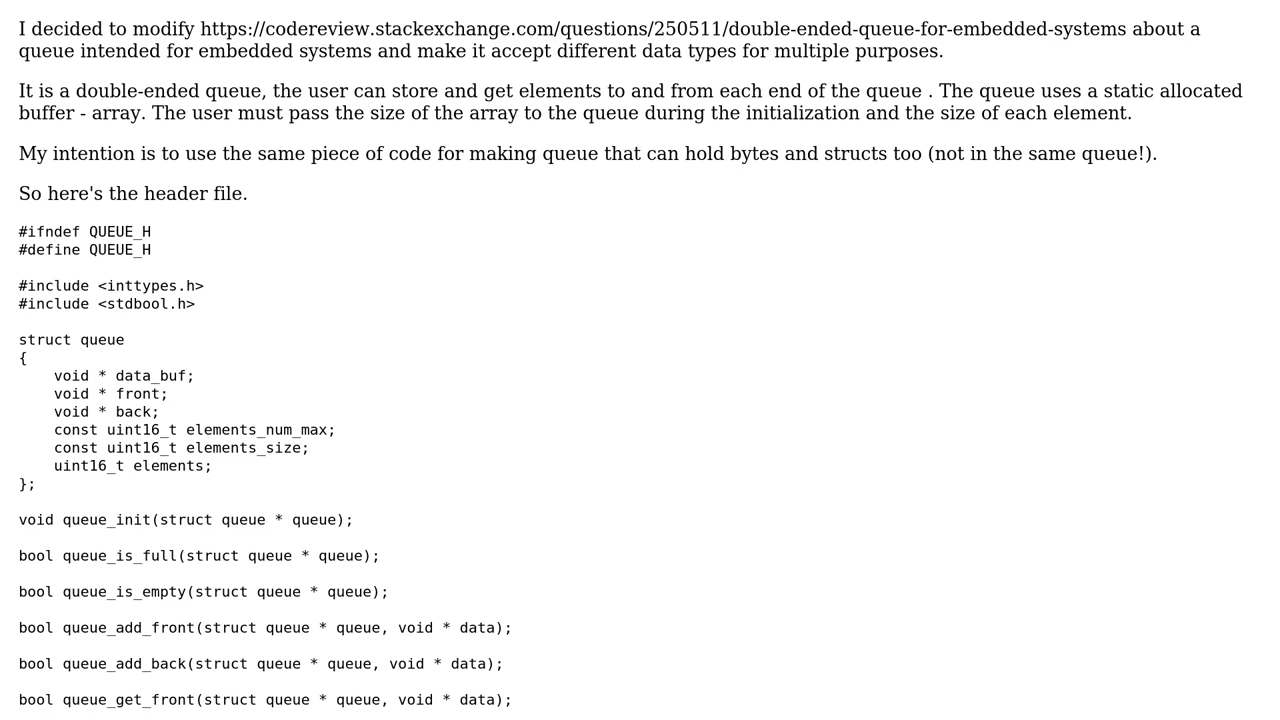 I decided to modify https://codereview.stackexchange.com/questions/250511/double-ended-queue-for-embedded-systems about a
queue intended for embedded systems and make it accept different data types for multiple purposes.
It is a double-ended queue, the user can store and get elements to and from each end of the queue . The queue uses a static allocated
buffer - array. The user must pass the size of the array to the queue during the initialization and the size of each element.
My intention is to use the same piece of code for making queue that can hold bytes and structs too (not in the same queue!).
So here's the header file.
#ifndef QUEUE_H
#define QUEUE_H
#include <inttypes.h>
#include <stdbool.h>
struct queue
{
    void * data_buf;
    void * front;
    void * back;
    const uint16_t elements_num_max;
    const uint16_t elements_size;
    uint16_t elements;
};
void queue_init(struct queue * queue);
bool queue_is_full(struct queue * queue);
bool queue_is_empty(struct queue * queue);
bool queue_add_front(struct queue * queue, void * data);
bool queue_add_back(struct queue * queue, void * data);
bool queue_get_front(struct queue * queue, void * data);